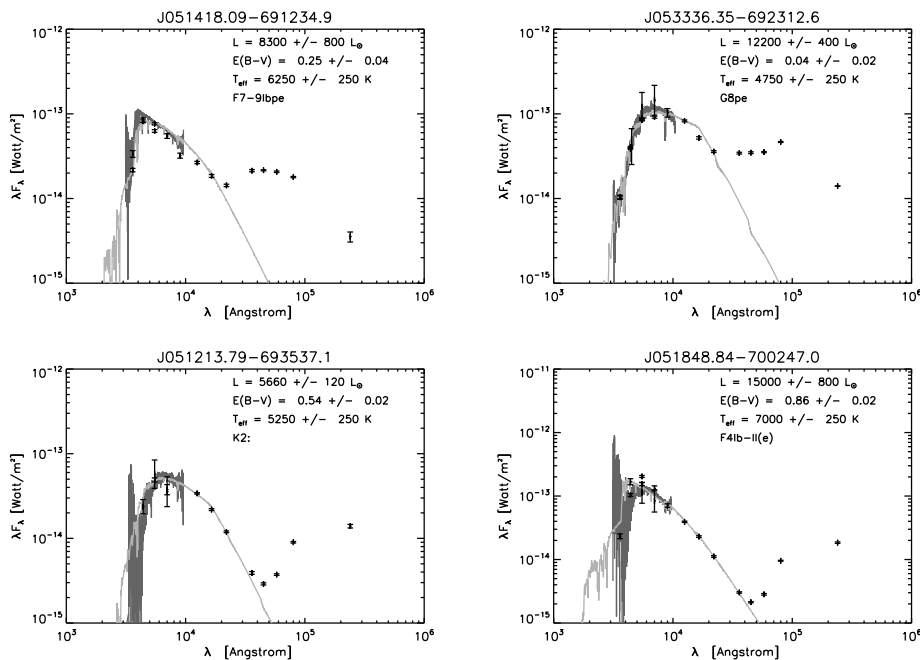 J051418.09−691234.9
L = 8300 +/− 800 L☉
E(B−V) = 0.25 +/− 0.04
Teff = 6250 +/− 250 K
F7−9Ibpe
10⁻¹²
10⁻¹³
10⁻¹⁴
10⁻¹⁵
λFλ [Watt/m²]
10³ 10⁴ 10⁵ 10⁶
λ [Angstrom]
J053336.35−692312.6
L = 12200 +/− 400 L☉
E(B−V) = 0.04 +/− 0.02
Teff = 4750 +/− 250 K
G8pe
10⁻¹²
10⁻¹³
10⁻¹⁴
10⁻¹⁵
λFλ [Watt/m²]
10³ 10⁴ 10⁵ 10⁶
λ [Angstrom]
J051213.79−693537.1
L = 5660 +/− 120 L☉
E(B−V) = 0.54 +/− 0.02
Teff = 5250 +/− 250 K
K2:
10⁻¹²
10⁻¹³
10⁻¹⁴
10⁻¹⁵
λFλ [Watt/m²]
10³ 10⁴ 10⁵ 10⁶
λ [Angstrom]
J051848.84−700247.0
L = 15000 +/− 800 L☉
E(B−V) = 0.86 +/− 0.02
Teff = 7000 +/− 250 K
F4Ib−II(e)
10⁻¹¹
10⁻¹²
10⁻¹³
10⁻¹⁴
10⁻¹⁵
λFλ [Watt/m²]
10³ 10⁴ 10⁵ 10⁶
λ [Angstrom]